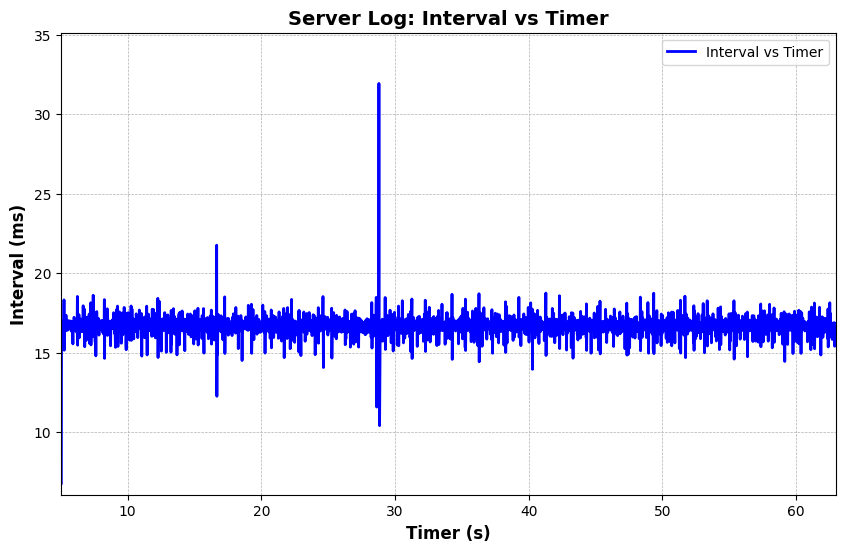 Server Log: Interval vs Timer
Interval vs Timer
35
30
25
20
15
10
Interval (ms)
10 20 30 40 50 60
Timer (s)